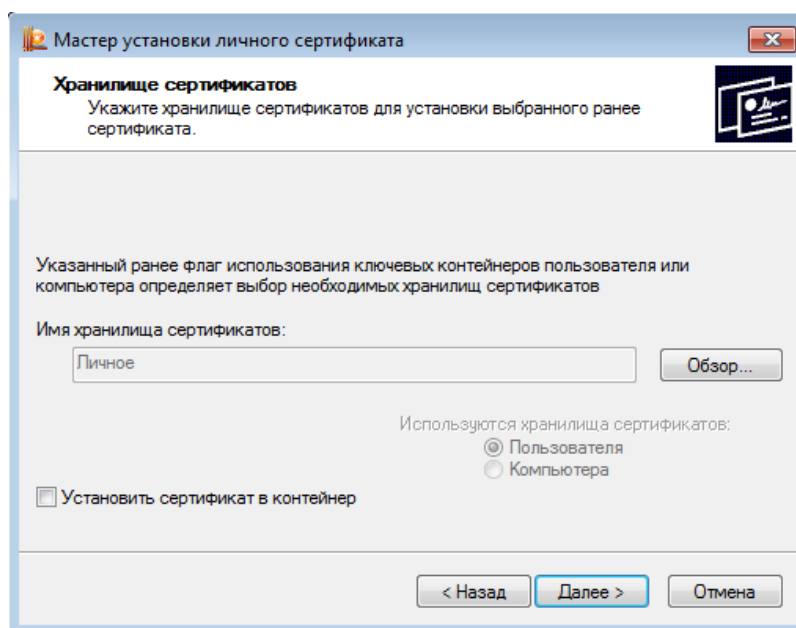 Мастер установки личного сертификата
Хранилище сертификатов
Укажите хранилище сертификатов для установки выбранного ранее
сертификата.
Указанный ранее флаг использования ключевых контейнеров пользователя или
компьютера определяет выбор необходимых хранилищ сертификатов
Имя хранилища сертификатов:
Личное
Обзор...
Используются хранилища сертификатов:
Пользователя
Компьютера
Установить сертификат в контейнер
< Назад
Далее >
Отмена